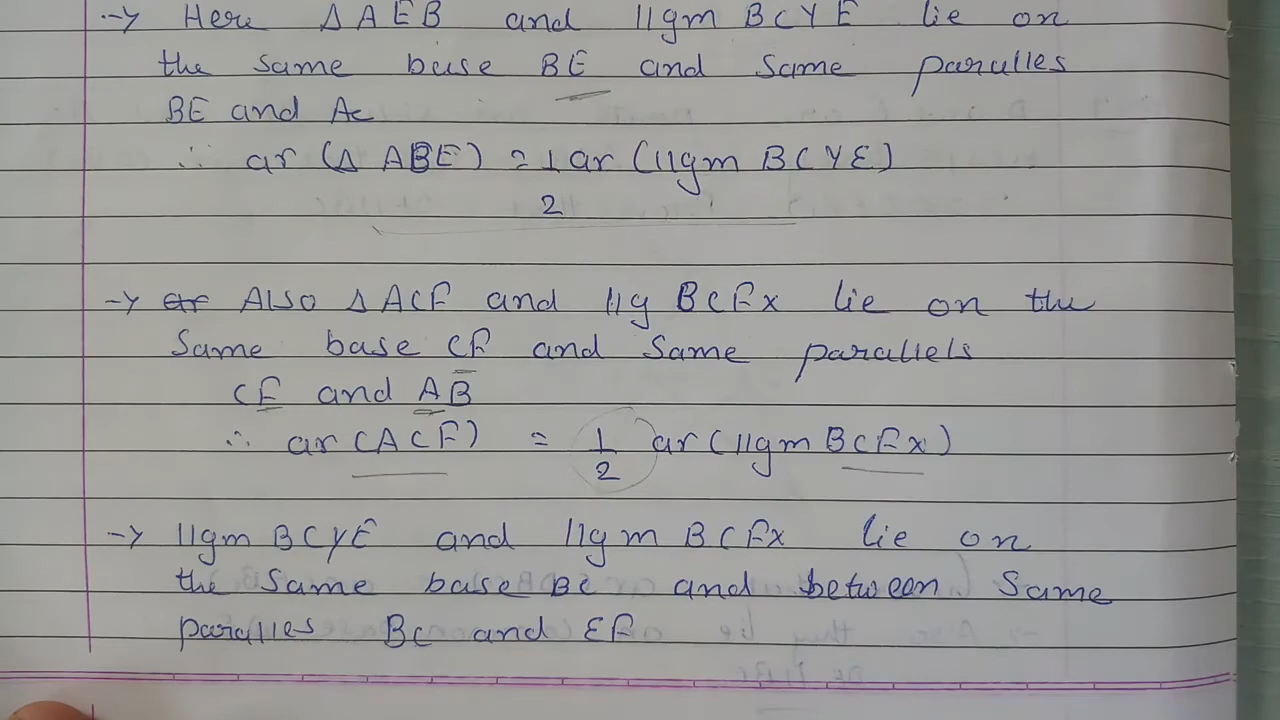 → Here Δ AEB and ||gm BCYE lie on
the same base BE and same paralles
BE and Ac
∴ ar (Δ ABE) = 1/2 ar (||gm BCYE)
→ ar Also Δ ACF and ||g BCFx lie on the
same base CF and same parallels
CF and AB
∴ ar (ACF) = 1/2 ar (||gm BCFx)
→ ||gm BCYE and ||gm BCFx lie on
the same base BC and between same
paralles BC and EF